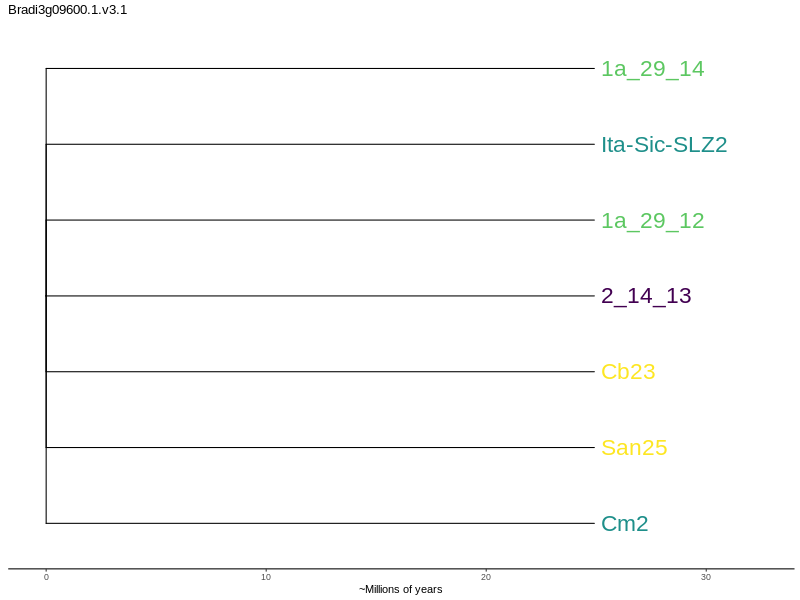 Bradi3g09600.1.v3.1
1a_29_14
Ita-Sic-SLZ2
1a_29_12
2_14_13
Cb23
San25
Cm2
0 10 20 30
~Millions of years